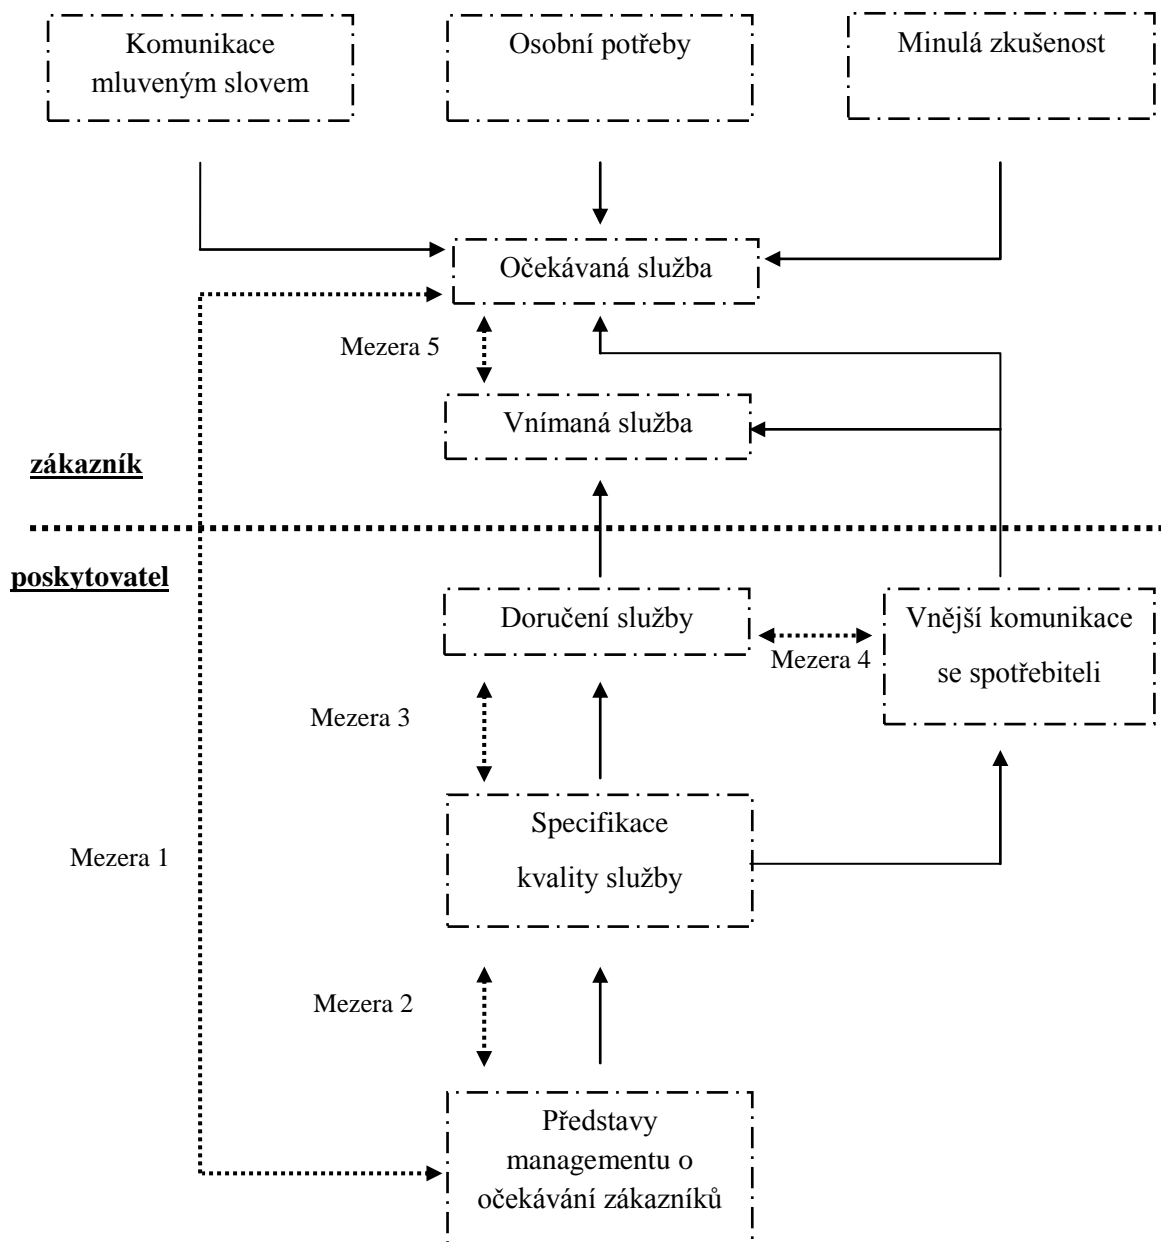 Komunikace
mluveným slovem
Osobní potřeby
Minulá zkušenost
Očekávaná služba
Mezera 5
Vnímaná služba
zákazník
poskytovatel
Doručení služby
Vnější komunikace
se spotřebiteli
Mezera 4
Mezera 3
Specifikace
kvality služby
Mezera 1
Mezera 2
Představy
managementu o
očekávání zákazníků